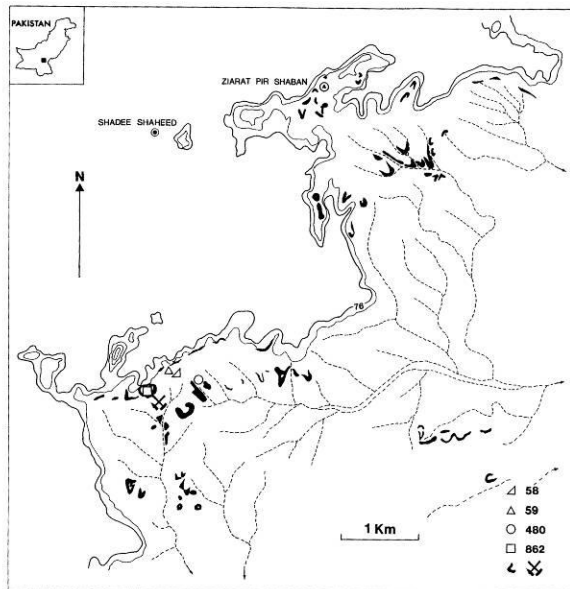 PAKISTAN
ZIARAT PIR SHABAN
SHADEE SHAHEED
N
76
58
59
480
862
1 Km